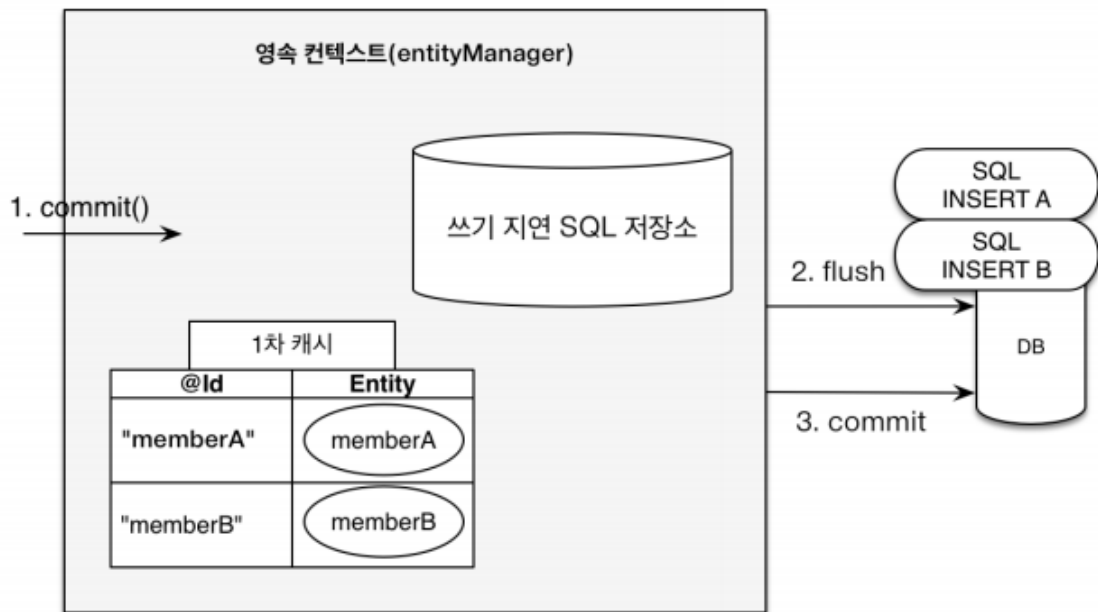 영속 컨텍스트(entityManager)
쓰기 지연 SQL 저장소
SQL
INSERT A
SQL
INSERT B
DB
1. commit()
2. flush
3. commit
1차 캐시
@Id Entity
"memberA" memberA
"memberB" memberB